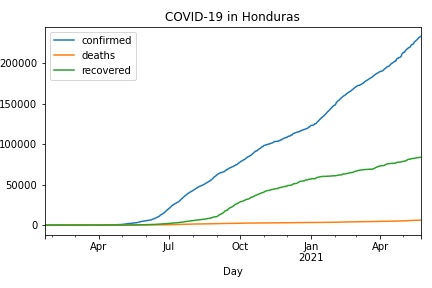 COVID-19 in Honduras
confirmed
deaths
recovered
200000
150000
100000
50000
0
Apr Jul Oct Jan Apr
2021
Day